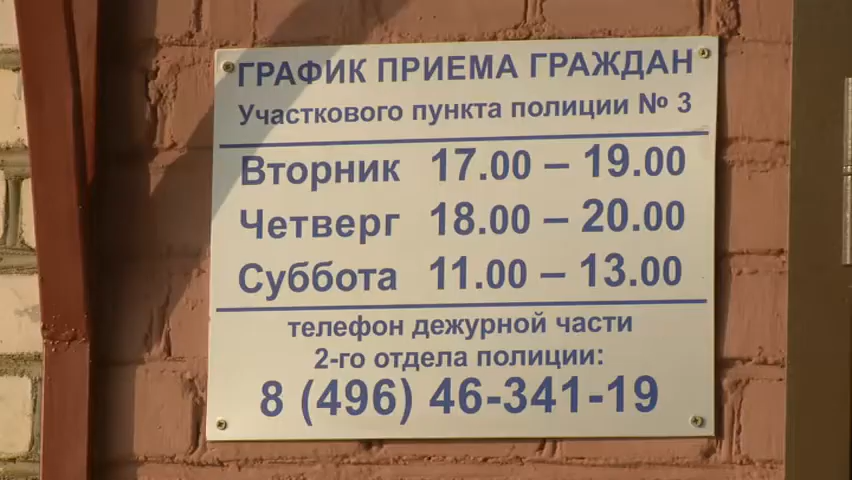 ГРАФИК ПРИЕМА ГРАЖДАН
Участкового пункта полиции № 3
Вторник 17.00 – 19.00
Четверг 18.00 – 20.00
Суббота 11.00 – 13.00
телефон дежурной части
2-го отдела полиции:
8 (496) 46-341-19